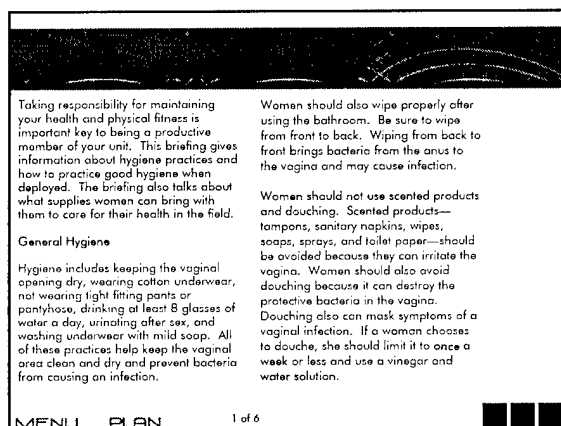 Taking responsibility for maintaining
your health and physical fitness is
important key to being a productive
member of your unit. This briefing gives
information about hygiene practices and
how to practice good hygiene when
deployed. The briefing also talks about
what supplies women can bring with
them to care for their health in the field.
General Hygiene
Hygiene includes keeping the vaginal
opening dry, wearing cotton underwear,
not wearing tight fitting pants or
pantyhose, drinking at least 8 glasses of
water a day, urinating after sex, and
washing underwear with mild soap. All
of these practices help keep the vaginal
area clean and dry and prevent bacteria
from causing an infection.
Women should also wipe properly after
using the bathroom. Be sure to wipe
from front to back. Wiping from back to
front brings bacteria from the anus to
the vagina and may cause infection.
Women should not use scented products
and douching. Scented products—
tampons, sanitary napkins, wipes,
soaps, sprays, and toilet paper—should
be avoided because they can irritate the
vagina. Women should also avoid
douching because it can destroy the
protective bacteria in the vagina.
Douching also can mask symptoms of a
vaginal infection. If a woman chooses
to douche, she should limit it to once a
week or less and use a vinegar and
water solution.
MENU PLAN
1 of 6